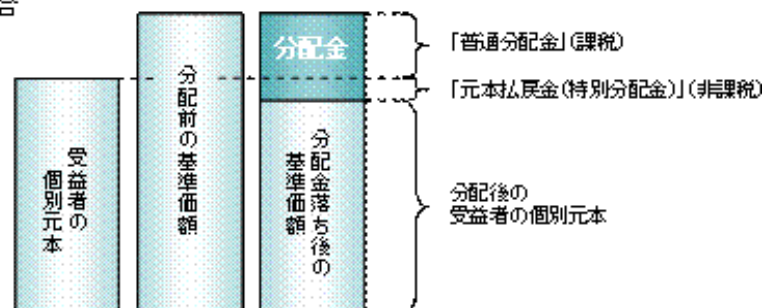 合
受益者の
個別元本
分配前の基準価額
分配金
分配金落ち後の
基準価額
「普通分配金」(課税)
「元本払戻金(特別分配金)」(非課税)
分配後の
受益者の個別元本